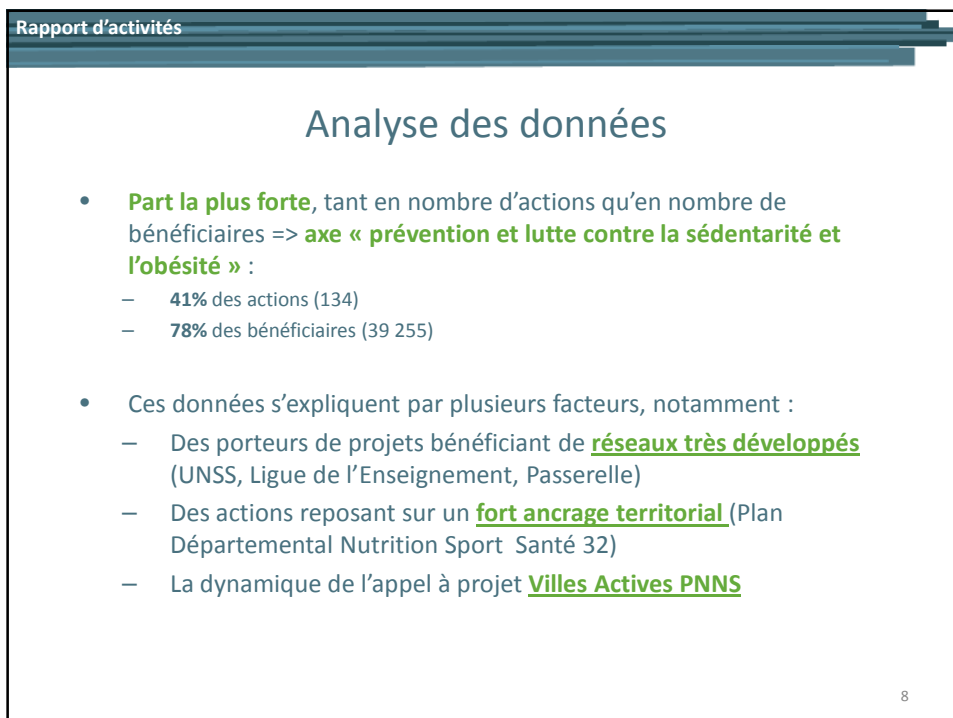 Rapport d'activités
Analyse des données
• Part la plus forte, tant en nombre d'actions qu'en nombre de
bénéficiaires => axe « prévention et lutte contre la sédentarité et
l'obésité » :
– 41% des actions (134)
– 78% des bénéficiaires (39 255)
• Ces données s'expliquent par plusieurs facteurs, notamment :
– Des porteurs de projets bénéficiant de réseaux très développés
(UNSS, Ligue de l'Enseignement, Passerelle)
– Des actions reposant sur un fort ancrage territorial (Plan
Départemental Nutrition Sport Santé 32)
– La dynamique de l'appel à projet Villes Actives PNNS
8